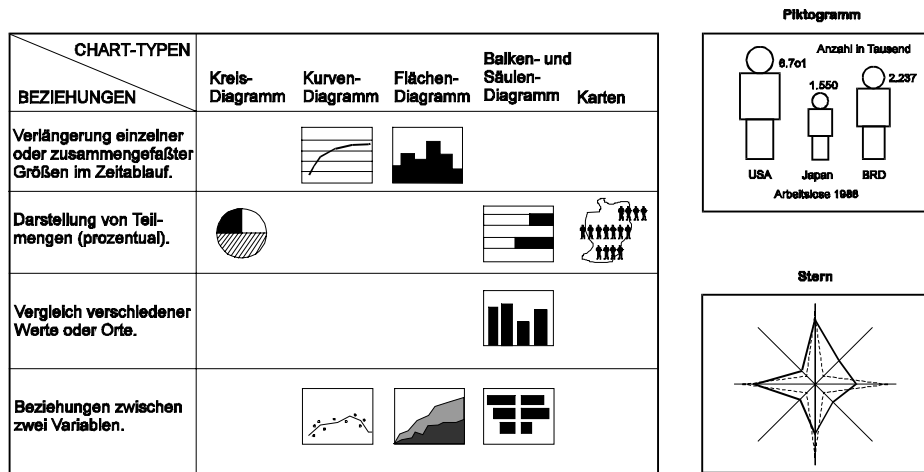 CHART-TYPEN
BEZIEHUNGEN
Kreis-
Diagramm
Kurven-
Diagramm
Flächen-
Diagramm
Balken- und
Säulen-
Diagramm
Karten
Verlängerung einzelner
oder zusammengefaßter
Größen im Zeitablauf.
Darstellung von Teil-
mengen (prozentual).
Vergleich verschiedener
Werte oder Orte.
Beziehungen zwischen
zwei Variablen.
Piktogramm
Anzahl in Tausend
6.7o1
1.550
2.237
USA
Japan
BRD
Arbeitslose 1986
Stern